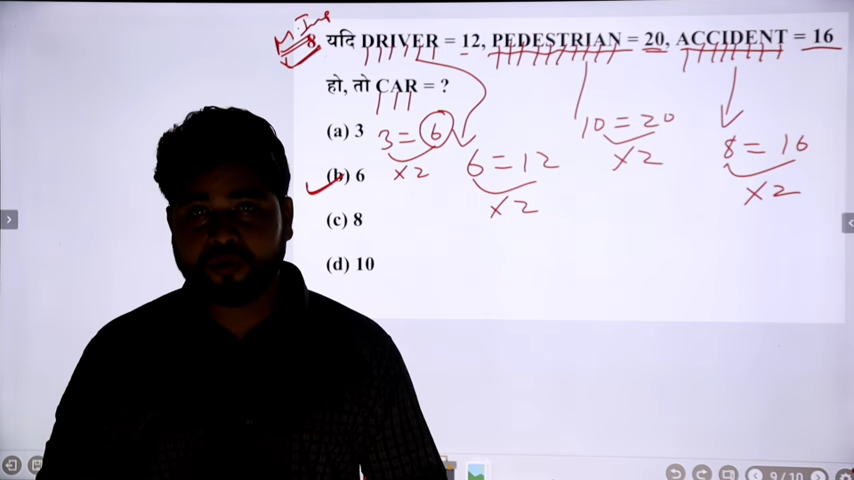 M. Imp
8 यदि DRIVER = 12, PEDESTRIAN = 20, ACCIDENT = 16
हो, तो CAR = ?
(a) 3
(b) 6
(c) 8
(d) 10
3 = 6
×2
6 = 12
×2
10 = 20
×2
8 = 16
×2
9/10